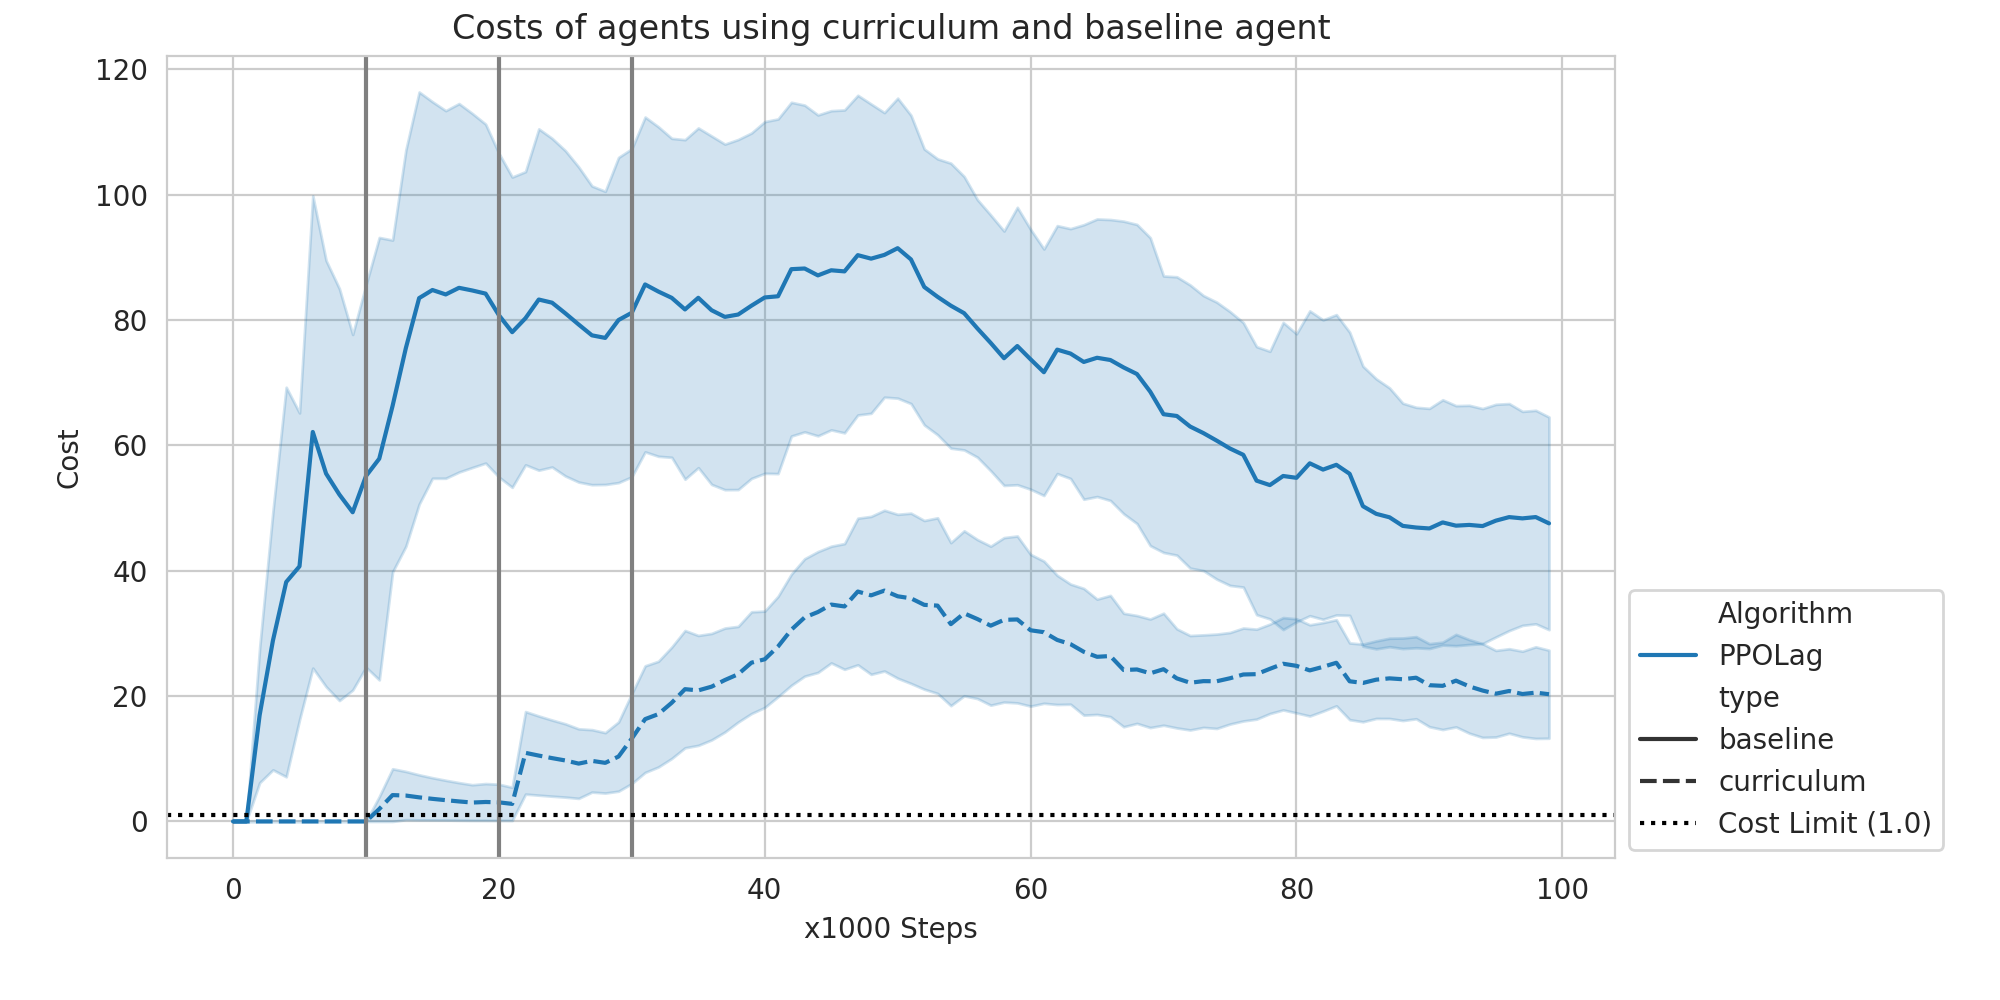 Costs of agents using curriculum and baseline agent
120
100
80
60
40
20
0
Cost
0 20 40 60 80 100
x1000 Steps
Algorithm
PPOLag
type
baseline
curriculum
Cost Limit (1.0)